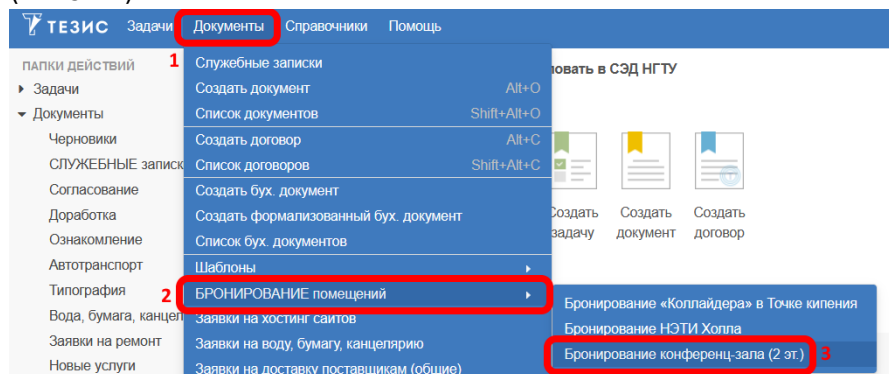 ТЕЗИС Задачи Документы Справочники Помощь
1
ПАПКИ ДЕЙСТВИЙ
Задачи
Документы
Черновики
СЛУЖЕБНЫЕ записк
Согласование
Доработка
Ознакомление
Автотранспорт
Типография
Вода, бумага, канцел
Заявки на ремонт
Новые услуги
Служебные записки
Создать документ Alt+O
Список документов Shift+Alt+O
Создать договор Alt+C
Список договоров Shift+Alt+C
Создать бух. документ
Создать формализованный бух. документ
Список бух. документов
Шаблоны
2
БРОНИРОВАНИЕ помещений
Заявки на хостинг сайтов
Заявки на воду, бумагу, канцелярию
Заявки на доставку поставщикам (общие)
овать в СЭД НГТУ
Создать задачу
Создать документ
Создать договор
Бронирование «Коллайдера» в Точке кипения
Бронирование НЭТИ Холла
Бронирование конференц-зала (2 эт.) 3